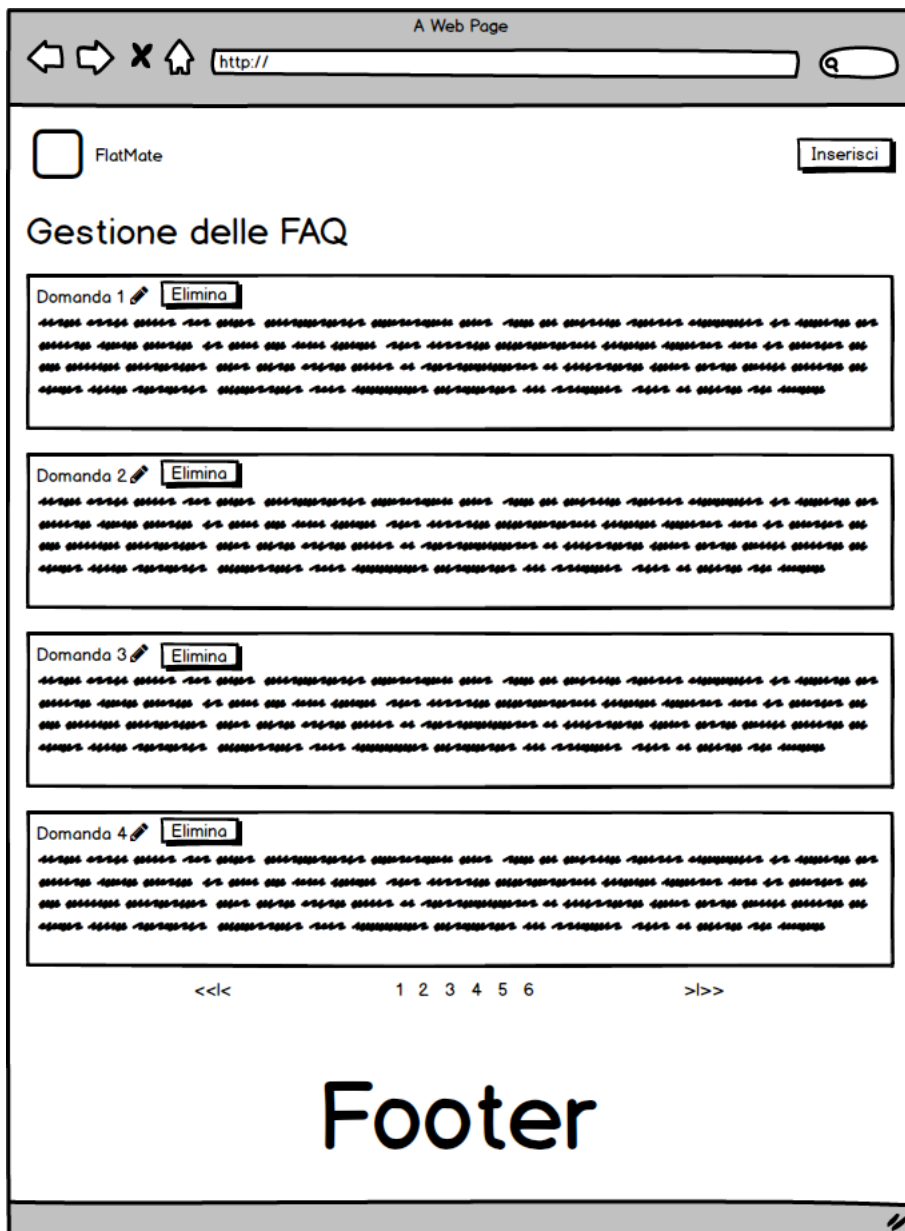 A Web Page
http://
FlatMate
Inserisci
Gestione delle FAQ
Domanda 1 Elimina
Domanda 2 Elimina
Domanda 3 Elimina
Domanda 4 Elimina
<<|< 1 2 3 4 5 6 >|>>
Footer